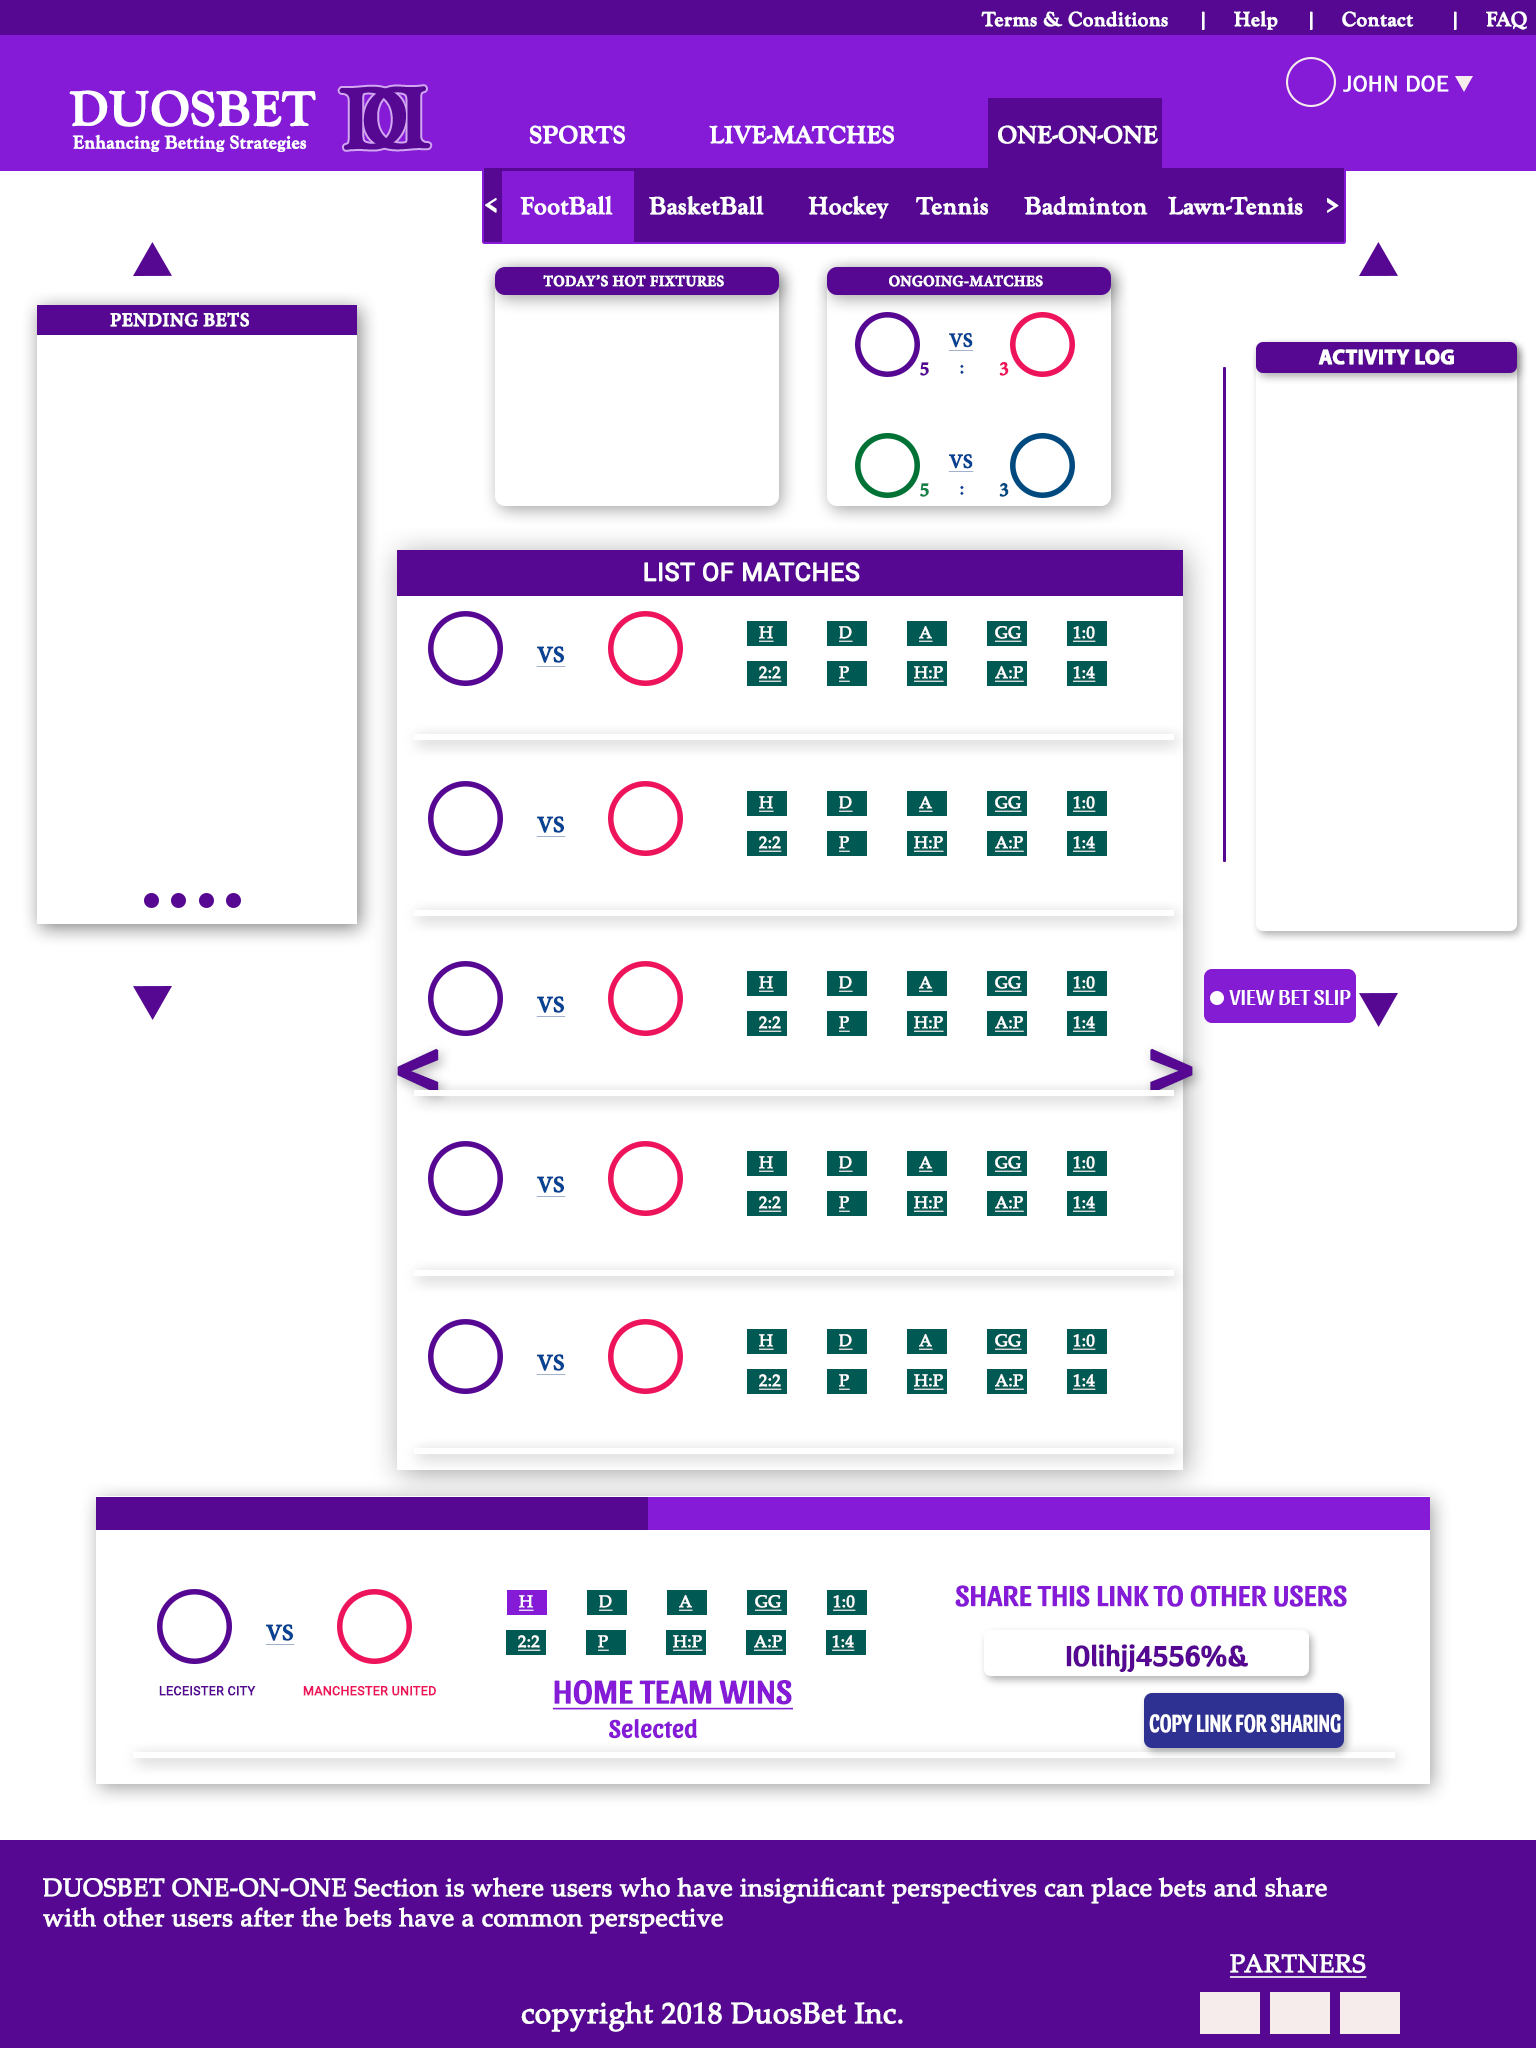 Terms & Conditions | Help | Contact | FAQ
JOHN DOE
DUOSBET
Enhancing Betting Strategies
SPORTS LIVE-MATCHES ONE-ON-ONE
< FootBall BasketBall Hockey Tennis Badminton Lawn-Tennis >
PENDING BETS
TODAY'S HOT FIXTURES
ONGOING-MATCHES
VS
5 : 3
VS
5 : 3
ACTIVITY LOG
LIST OF MATCHES
VS
H D A GG 1:0
2:2 P H:P A:P 1:4
VS
H D A GG 1:0
2:2 P H:P A:P 1:4
VS
H D A GG 1:0
2:2 P H:P A:P 1:4
< >
VIEW BET SLIP
VS
H D A GG 1:0
2:2 P H:P A:P 1:4
VS
H D A GG 1:0
2:2 P H:P A:P 1:4
VS
LECEISTER CITY MANCHESTER UNITED
H D A GG 1:0
2:2 P H:P A:P 1:4
HOME TEAM WINS
Selected
SHARE THIS LINK TO OTHER USERS
IOlihjj4556%&
COPY LINK FOR SHARING
DUOSBET ONE-ON-ONE Section is where users who have insignificant perspectives can place bets and share
with other users after the bets have a common perspective
PARTNERS
copyright 2018 DuosBet Inc.